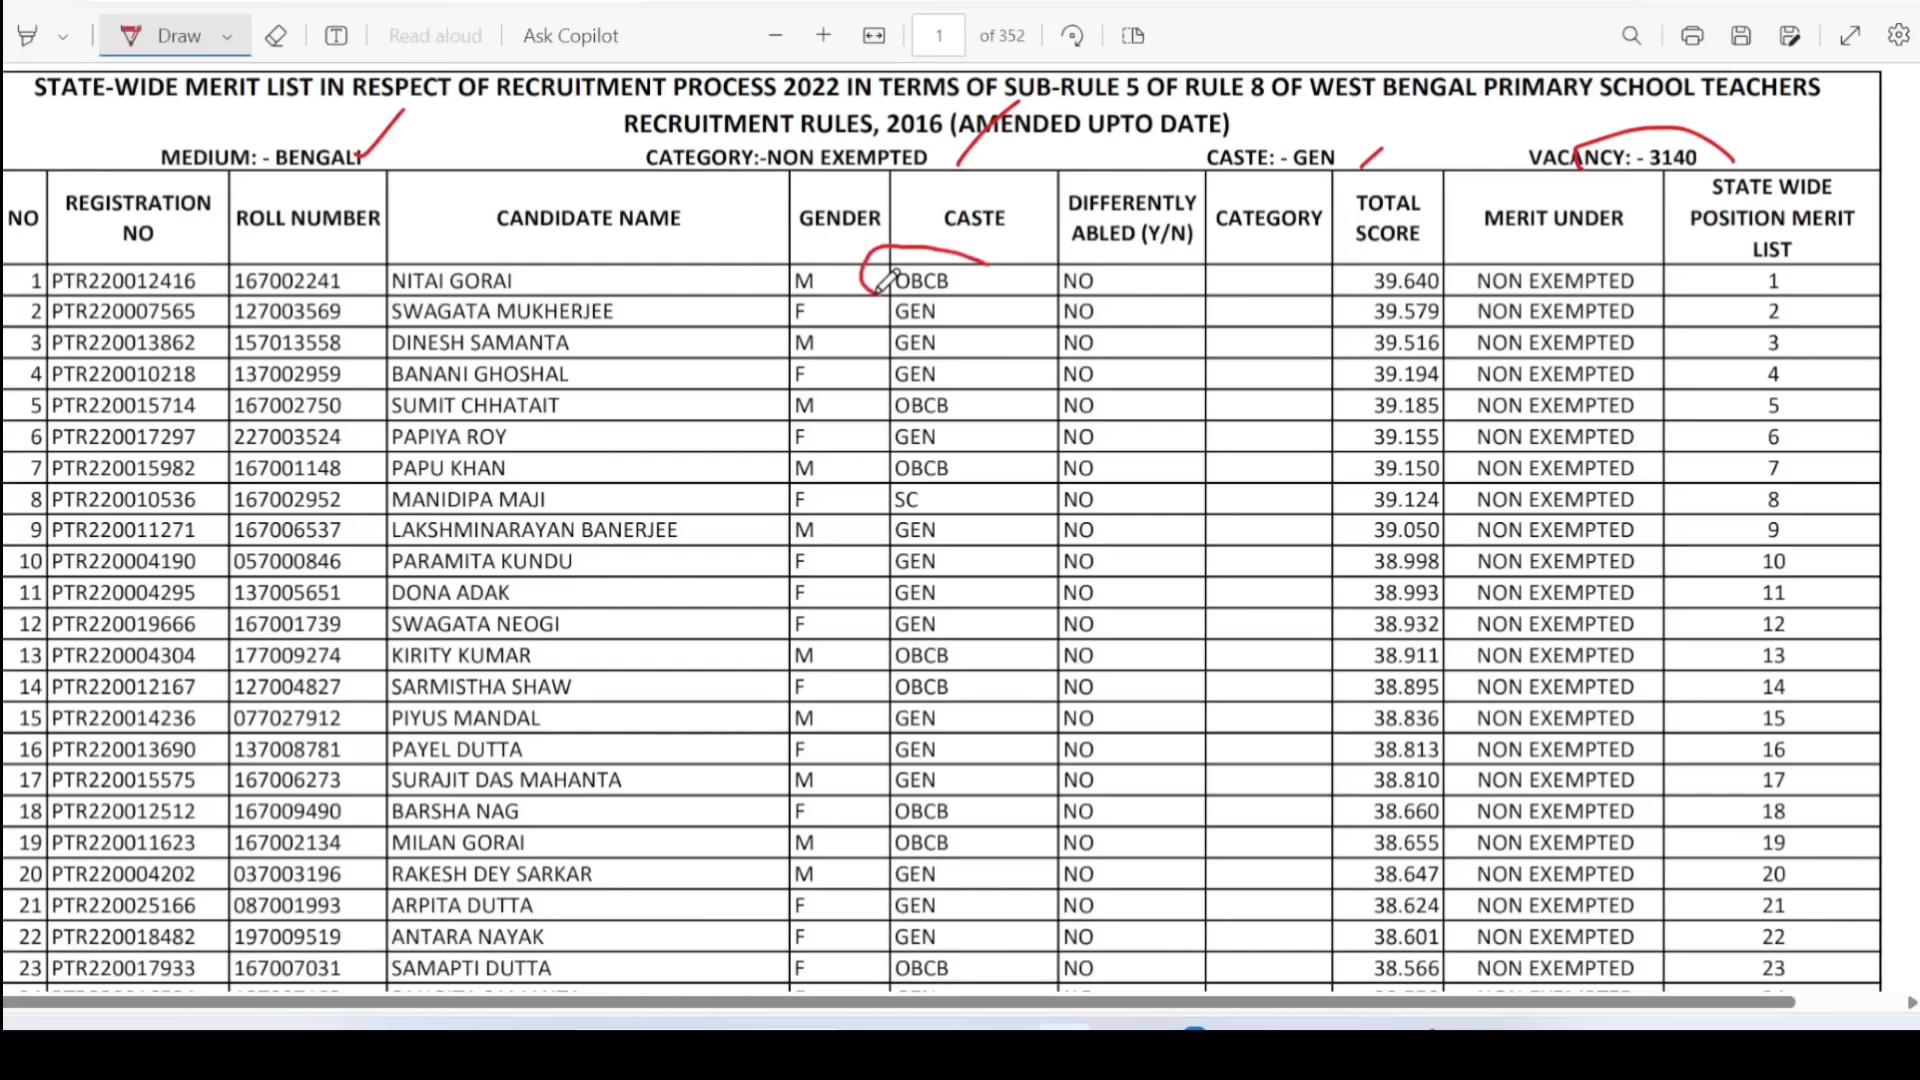 Draw Read aloud Ask Copilot 1 of 352
STATE-WIDE MERIT LIST IN RESPECT OF RECRUITMENT PROCESS 2022 IN TERMS OF SUB-RULE 5 OF RULE 8 OF WEST BENGAL PRIMARY SCHOOL TEACHERS
RECRUITMENT RULES, 2016 (AMENDED UPTO DATE)
MEDIUM: - BENGALI CATEGORY:-NON EXEMPTED CASTE: - GEN VACANCY: - 3140
NO REGISTRATION NO ROLL NUMBER CANDIDATE NAME GENDER CASTE DIFFERENTLY ABLED (Y/N) CATEGORY TOTAL SCORE MERIT UNDER STATE WIDE POSITION MERIT LIST
1 PTR220012416 167002241 NITAI GORAI M OBCB NO 39.640 NON EXEMPTED 1
2 PTR220007565 127003569 SWAGATA MUKHERJEE F GEN NO 39.579 NON EXEMPTED 2
3 PTR220013862 157013558 DINESH SAMANTA M GEN NO 39.516 NON EXEMPTED 3
4 PTR220010218 137002959 BANANI GHOSHAL F GEN NO 39.194 NON EXEMPTED 4
5 PTR220015714 167002750 SUMIT CHHATAIT M OBCB NO 39.185 NON EXEMPTED 5
6 PTR220017297 227003524 PAPIYA ROY F GEN NO 39.155 NON EXEMPTED 6
7 PTR220015982 167001148 PAPU KHAN M OBCB NO 39.150 NON EXEMPTED 7
8 PTR220010536 167002952 MANIDIPA MAJI F SC NO 39.124 NON EXEMPTED 8
9 PTR220011271 167006537 LAKSHMINARAYAN BANERJEE M GEN NO 39.050 NON EXEMPTED 9
10 PTR220004190 057000846 PARAMITA KUNDU F GEN NO 38.998 NON EXEMPTED 10
11 PTR220004295 137005651 DONA ADAK F GEN NO 38.993 NON EXEMPTED 11
12 PTR220019666 167001739 SWAGATA NEOGI F GEN NO 38.932 NON EXEMPTED 12
13 PTR220004304 177009274 KIRITY KUMAR M OBCB NO 38.911 NON EXEMPTED 13
14 PTR220012167 127004827 SARMISTHA SHAW F OBCB NO 38.895 NON EXEMPTED 14
15 PTR220014236 077027912 PIYUS MANDAL M GEN NO 38.836 NON EXEMPTED 15
16 PTR220013690 137008781 PAYEL DUTTA F GEN NO 38.813 NON EXEMPTED 16
17 PTR220015575 167006273 SURAJIT DAS MAHANTA M GEN NO 38.810 NON EXEMPTED 17
18 PTR220012512 167009490 BARSHA NAG F OBCB NO 38.660 NON EXEMPTED 18
19 PTR220011623 167002134 MILAN GORAI M OBCB NO 38.655 NON EXEMPTED 19
20 PTR220004202 037003196 RAKESH DEY SARKAR M GEN NO 38.647 NON EXEMPTED 20
21 PTR220025166 087001993 ARPITA DUTTA F GEN NO 38.624 NON EXEMPTED 21
22 PTR220018482 197009519 ANTARA NAYAK F GEN NO 38.601 NON EXEMPTED 22
23 PTR220017933 167007031 SAMAPTI DUTTA F OBCB NO 38.566 NON EXEMPTED 23